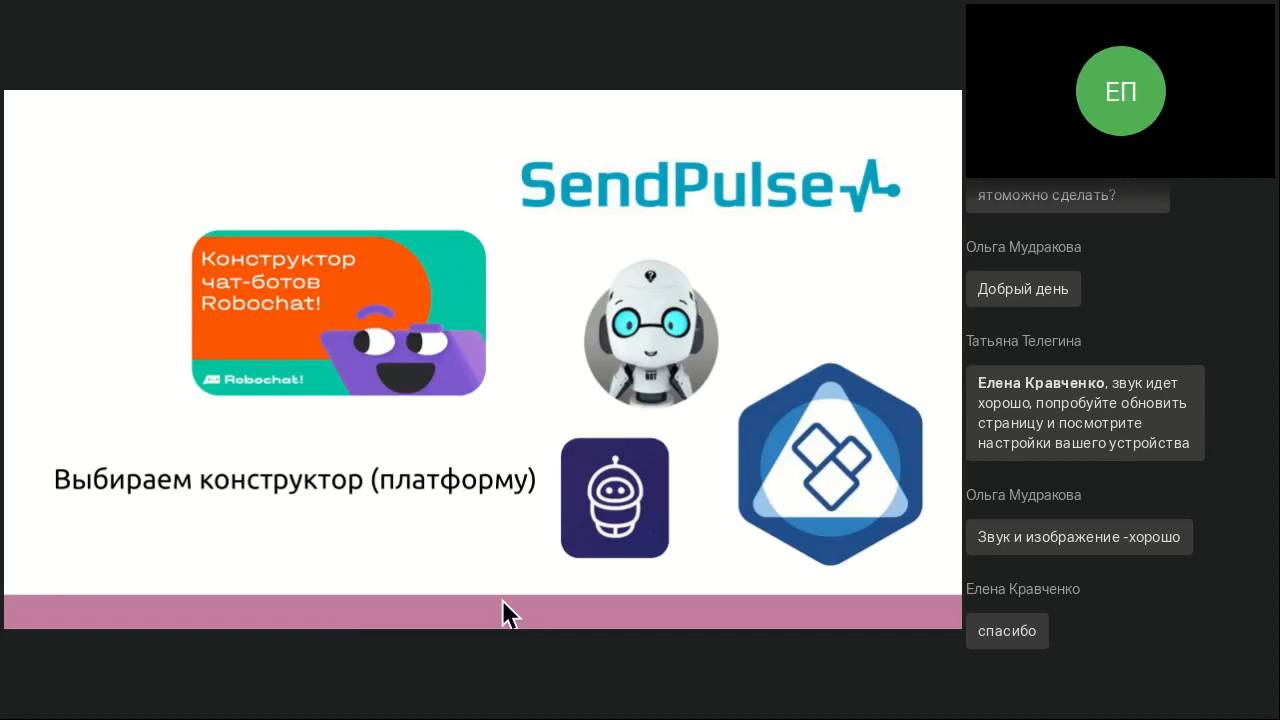 SendPulse
Конструктор
чат-ботов
Robochat!
Robochat!
?
BOT
Выбираем конструктор (платформу)
ЕП
ятоможно сделать?
Ольга Мудракова
Добрый день
Татьяна Телегина
Елена Кравченко, звук идет
хорошо, попробуйте обновить
страницу и посмотрите
настройки вашего устройства
Ольга Мудракова
Звук и изображение -хорошо
Елена Кравченко
спасибо